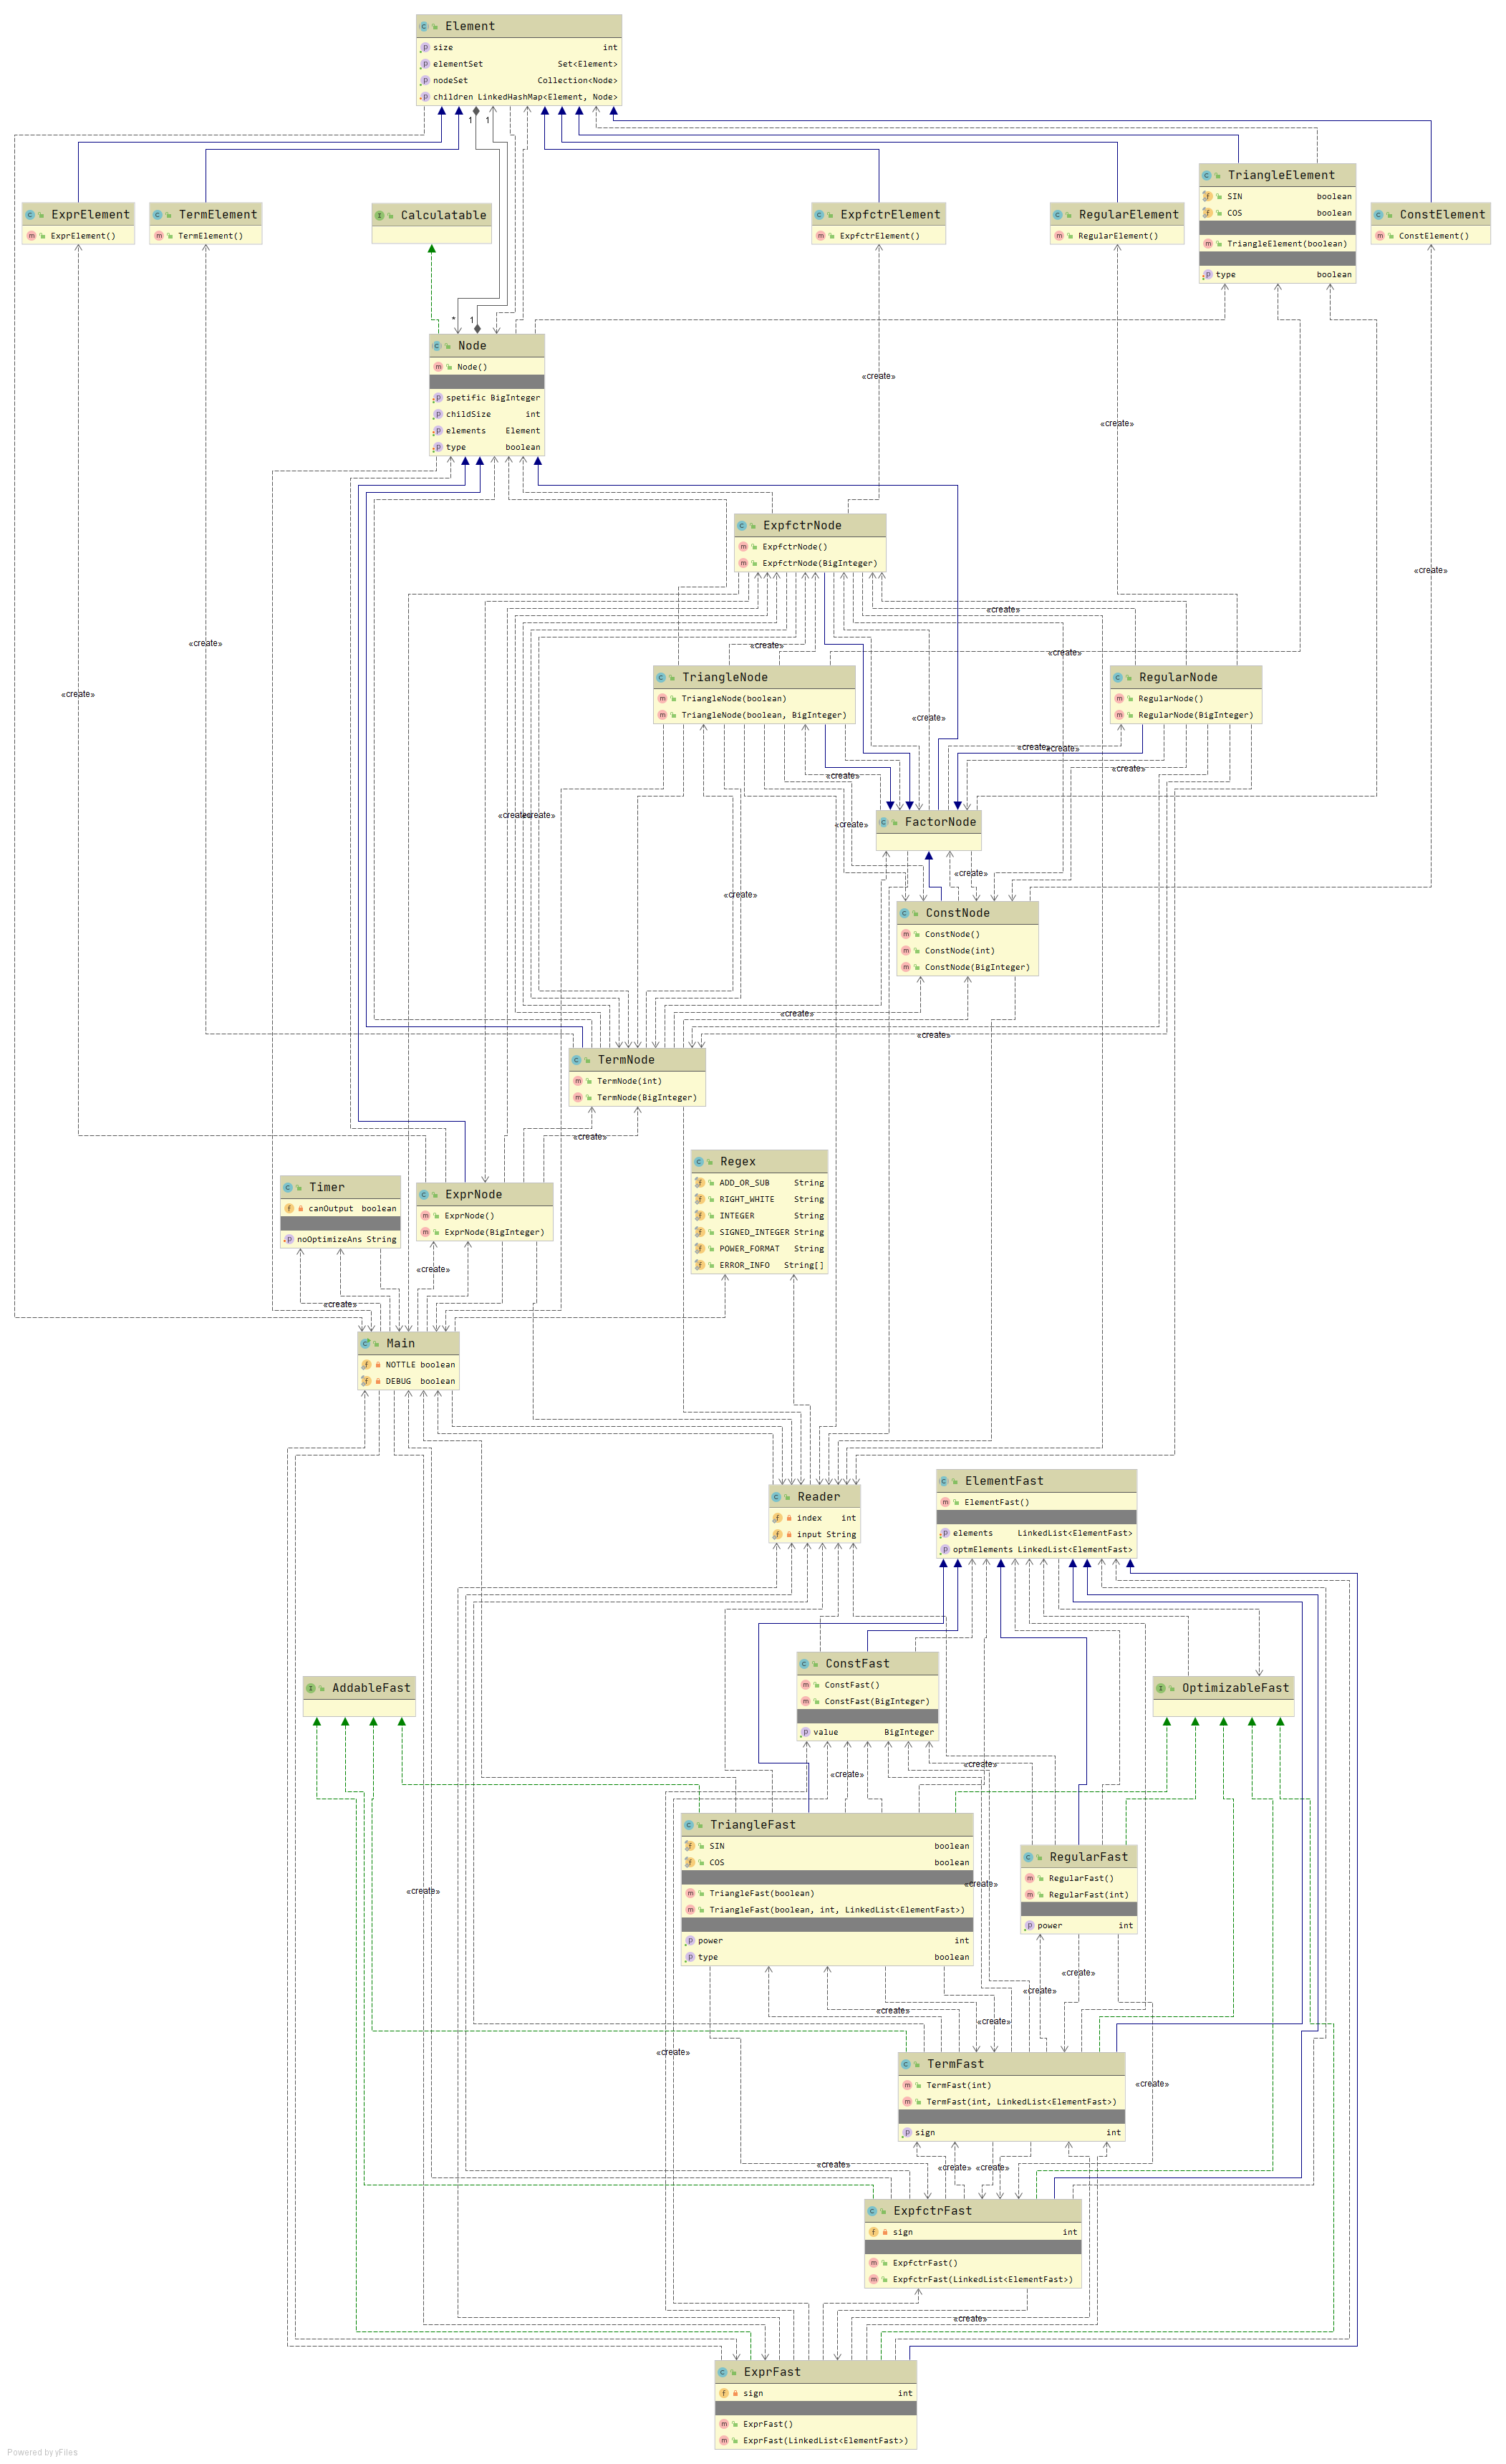 Element
size int
elementSet Set<Element>
nodeSet Collection<Node>
children LinkedHashMap<Element, Node>
1
1
TriangleElement
SIN boolean
COS boolean
TriangleElement(boolean)
type boolean
ExprElement
ExprElement()
TermElement
TermElement()
Calculatable
ExpfctrElement
ExpfctrElement()
RegularElement
RegularElement()
ConstElement
ConstElement()
*
1
Node
Node()
spetific BigInteger
childSize int
elements Element
type boolean
«create»
«create»
ExpfctrNode
ExpfctrNode()
ExpfctrNode(BigInteger)
«create»
«create»
«create»
«create»
«create»
«create»
TriangleNode
TriangleNode(boolean)
TriangleNode(boolean, BigInteger)
RegularNode
RegularNode()
RegularNode(BigInteger)
«create»
«create»
«create»
«create»
«create»
«create»
FactorNode
«create»
«create»
«create»
«create»
«create»
ConstNode
ConstNode()
ConstNode(int)
ConstNode(BigInteger)
«create»
«create»
TermNode
TermNode(int)
TermNode(BigInteger)
«create»
Regex
ADD_OR_SUB String
RIGHT_WHITE String
INTEGER String
SIGNED_INTEGER String
POWER_FORMAT String
ERROR_INFO String[]
Timer
canOutput boolean
noOptimizeAns String
ExprNode
ExprNode()
ExprNode(BigInteger)
«create»
«create»
Main
NOTTLE boolean
DEBUG boolean
Reader
index int
input String
ElementFast
ElementFast()
elements LinkedList<ElementFast>
optmElements LinkedList<ElementFast>
ConstFast
ConstFast()
ConstFast(BigInteger)
value BigInteger
AddableFast
OptimizableFast
«create»
«create»
TriangleFast
SIN boolean
COS boolean
TriangleFast(boolean)
TriangleFast(boolean, int, LinkedList<ElementFast>)
power int
type boolean
RegularFast
RegularFast()
RegularFast(int)
power int
«create»
«create»
«create»
«create»
«create»
«create»
«create»
TermFast
TermFast(int)
TermFast(int, LinkedList<ElementFast>)
sign int
«create»
«create»
«create»
«create»
«create»
ExpfctrFast
sign int
ExpfctrFast()
ExpfctrFast(LinkedList<ElementFast>)
«create»
ExprFast
sign int
ExprFast()
ExprFast(LinkedList<ElementFast>)
Powered by yFiles